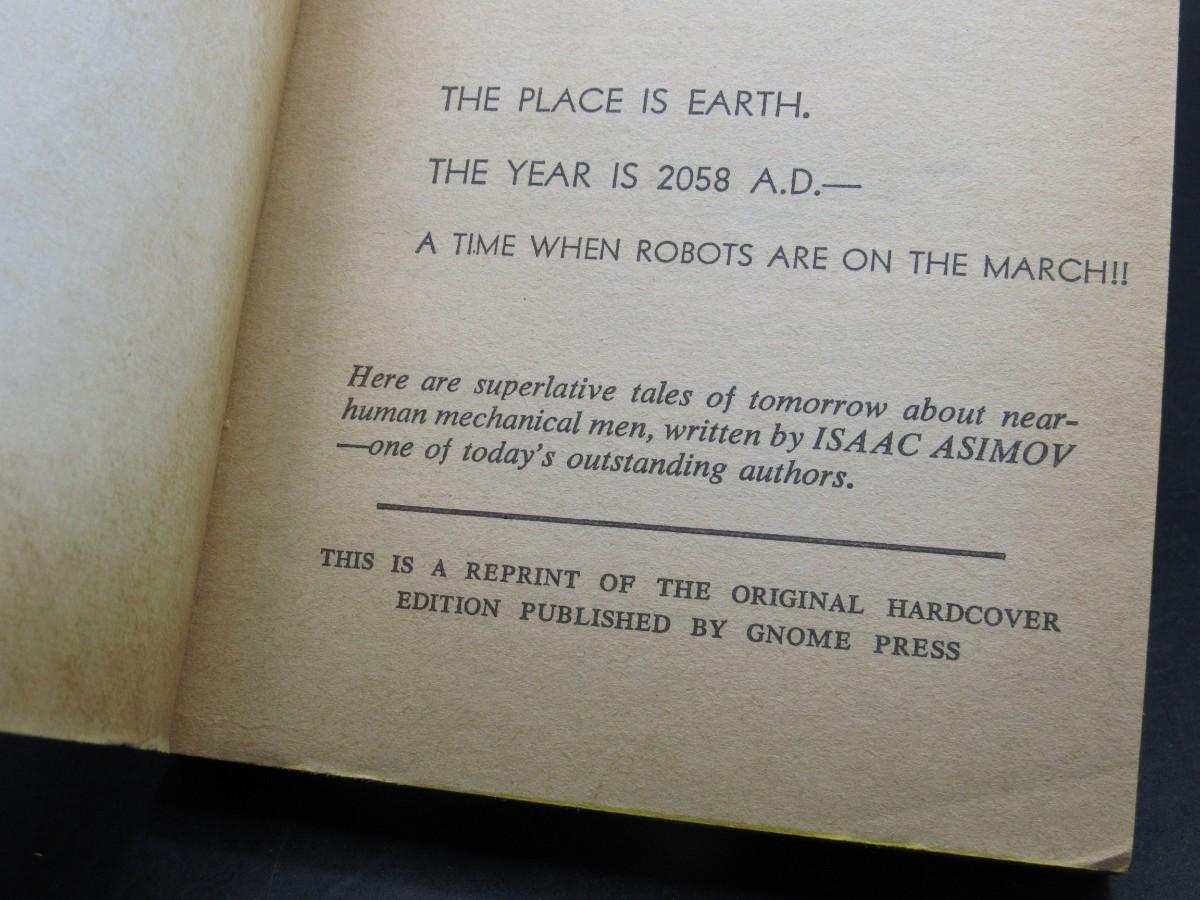 THE PLACE IS EARTH.
THE YEAR IS 2058 A.D.—
A TIME WHEN ROBOTS ARE ON THE MARCH!!
Here are superlative tales of tomorrow about near-
human mechanical men, written by ISAAC ASIMOV
—one of today's outstanding authors.
THIS IS A REPRINT OF THE ORIGINAL HARDCOVER
EDITION PUBLISHED BY GNOME PRESS